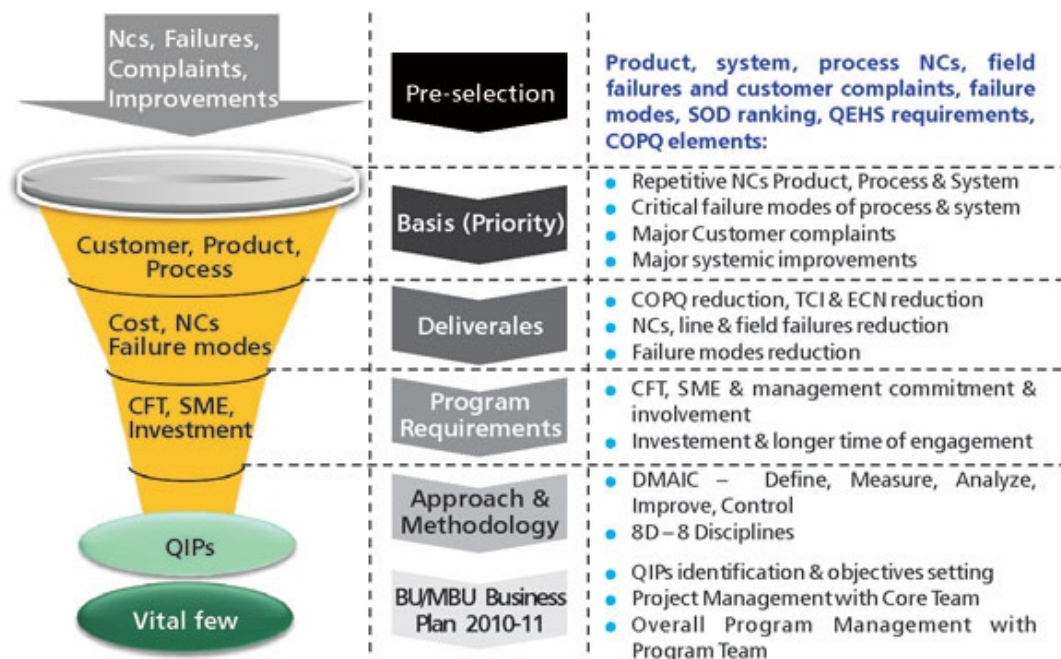 Ncs, Failures,
Complaints,
Improvements
Customer, Product,
Process
Cost, NCs
Failure modes
CFT, SME,
Investment
QIPs
Vital few
Pre-selection
Basis (Priority)
Deliverales
Program
Requirements
Approach &
Methodology
BU/MBU Business
Plan 2010-11
Product, system, process NCs, field
failures and customer complaints, failure
modes, SOD ranking, QEHS requirements,
COPQ elements:
• Repetitive NCs Product, Process & System
• Critical failure modes of process & system
• Major Customer complaints
• Major systemic improvements
• COPQ reduction, TCI & ECN reduction
• NCs, line & field failures reduction
• Failure modes reduction
• CFT, SME & management commitment &
involvement
• Investement & longer time of engagement
• DMAIC – Define, Measure, Analyze,
Improve, Control
• 8D – 8 Disciplines
• QIPs identification & objectives setting
• Project Management with Core Team
• Overall Program Management with
Program Team